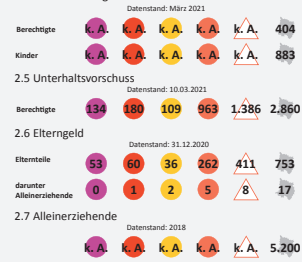 Datenstand: März 2021
Berechtigte k. A. k. A. k. A. k. A. k. A. 404
Kinder k. A. k. A. k. A. k. A. k. A. 883
2.5 Unterhaltsvorschuss
Datenstand: 10.03.2021
Berechtigte 134 180 109 963 1.386 2.860
2.6 Elterngeld
Datenstand: 31.12.2020
Elternteile 53 60 36 262 411 753
darunter
Alleinerziehende 0 1 2 5 8 17
2.7 Alleinerziehende
Datenstand: 2018
k. A. k. A. k. A. k. A. k. A. 5.200